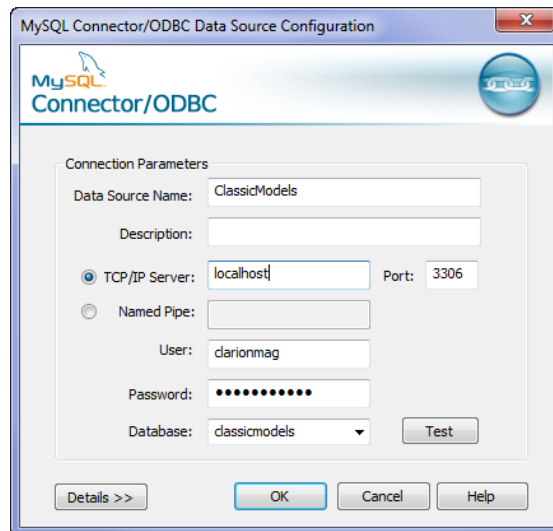 MySQL Connector/ODBC Data Source Configuration
MySQL
Connector/ODBC
Connection Parameters
Data Source Name: ClassicModels
Description:
TCP/IP Server: localhost Port: 3306
Named Pipe:
User: clarionmag
Password: •••••••••••
Database: classicmodels Test
Details >> OK Cancel Help